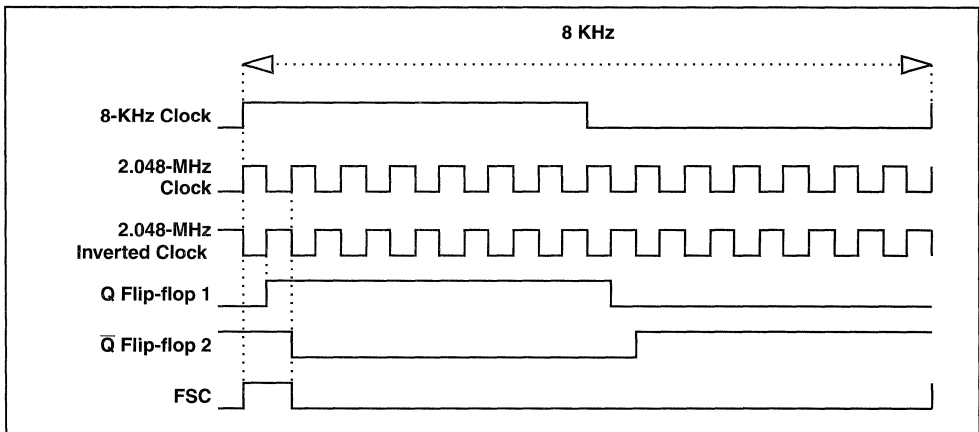 8 KHz
8-KHz Clock
2.048-MHz
Clock
2.048-MHz
Inverted Clock
Q Flip-flop 1
Q̅ Flip-flop 2
FSC